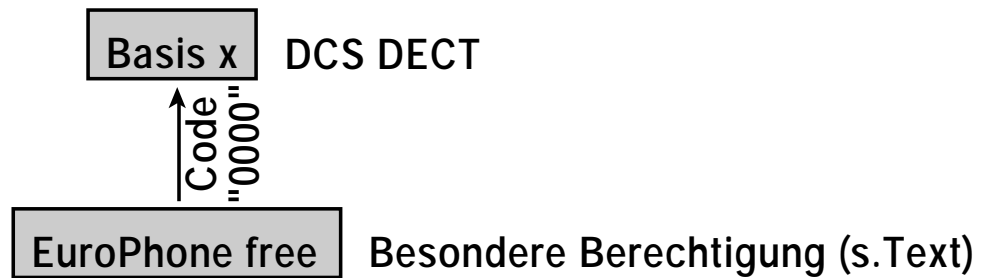 Basis x DCS DECT
Code
"0000"
EuroPhone free Besondere Berechtigung (s.Text)